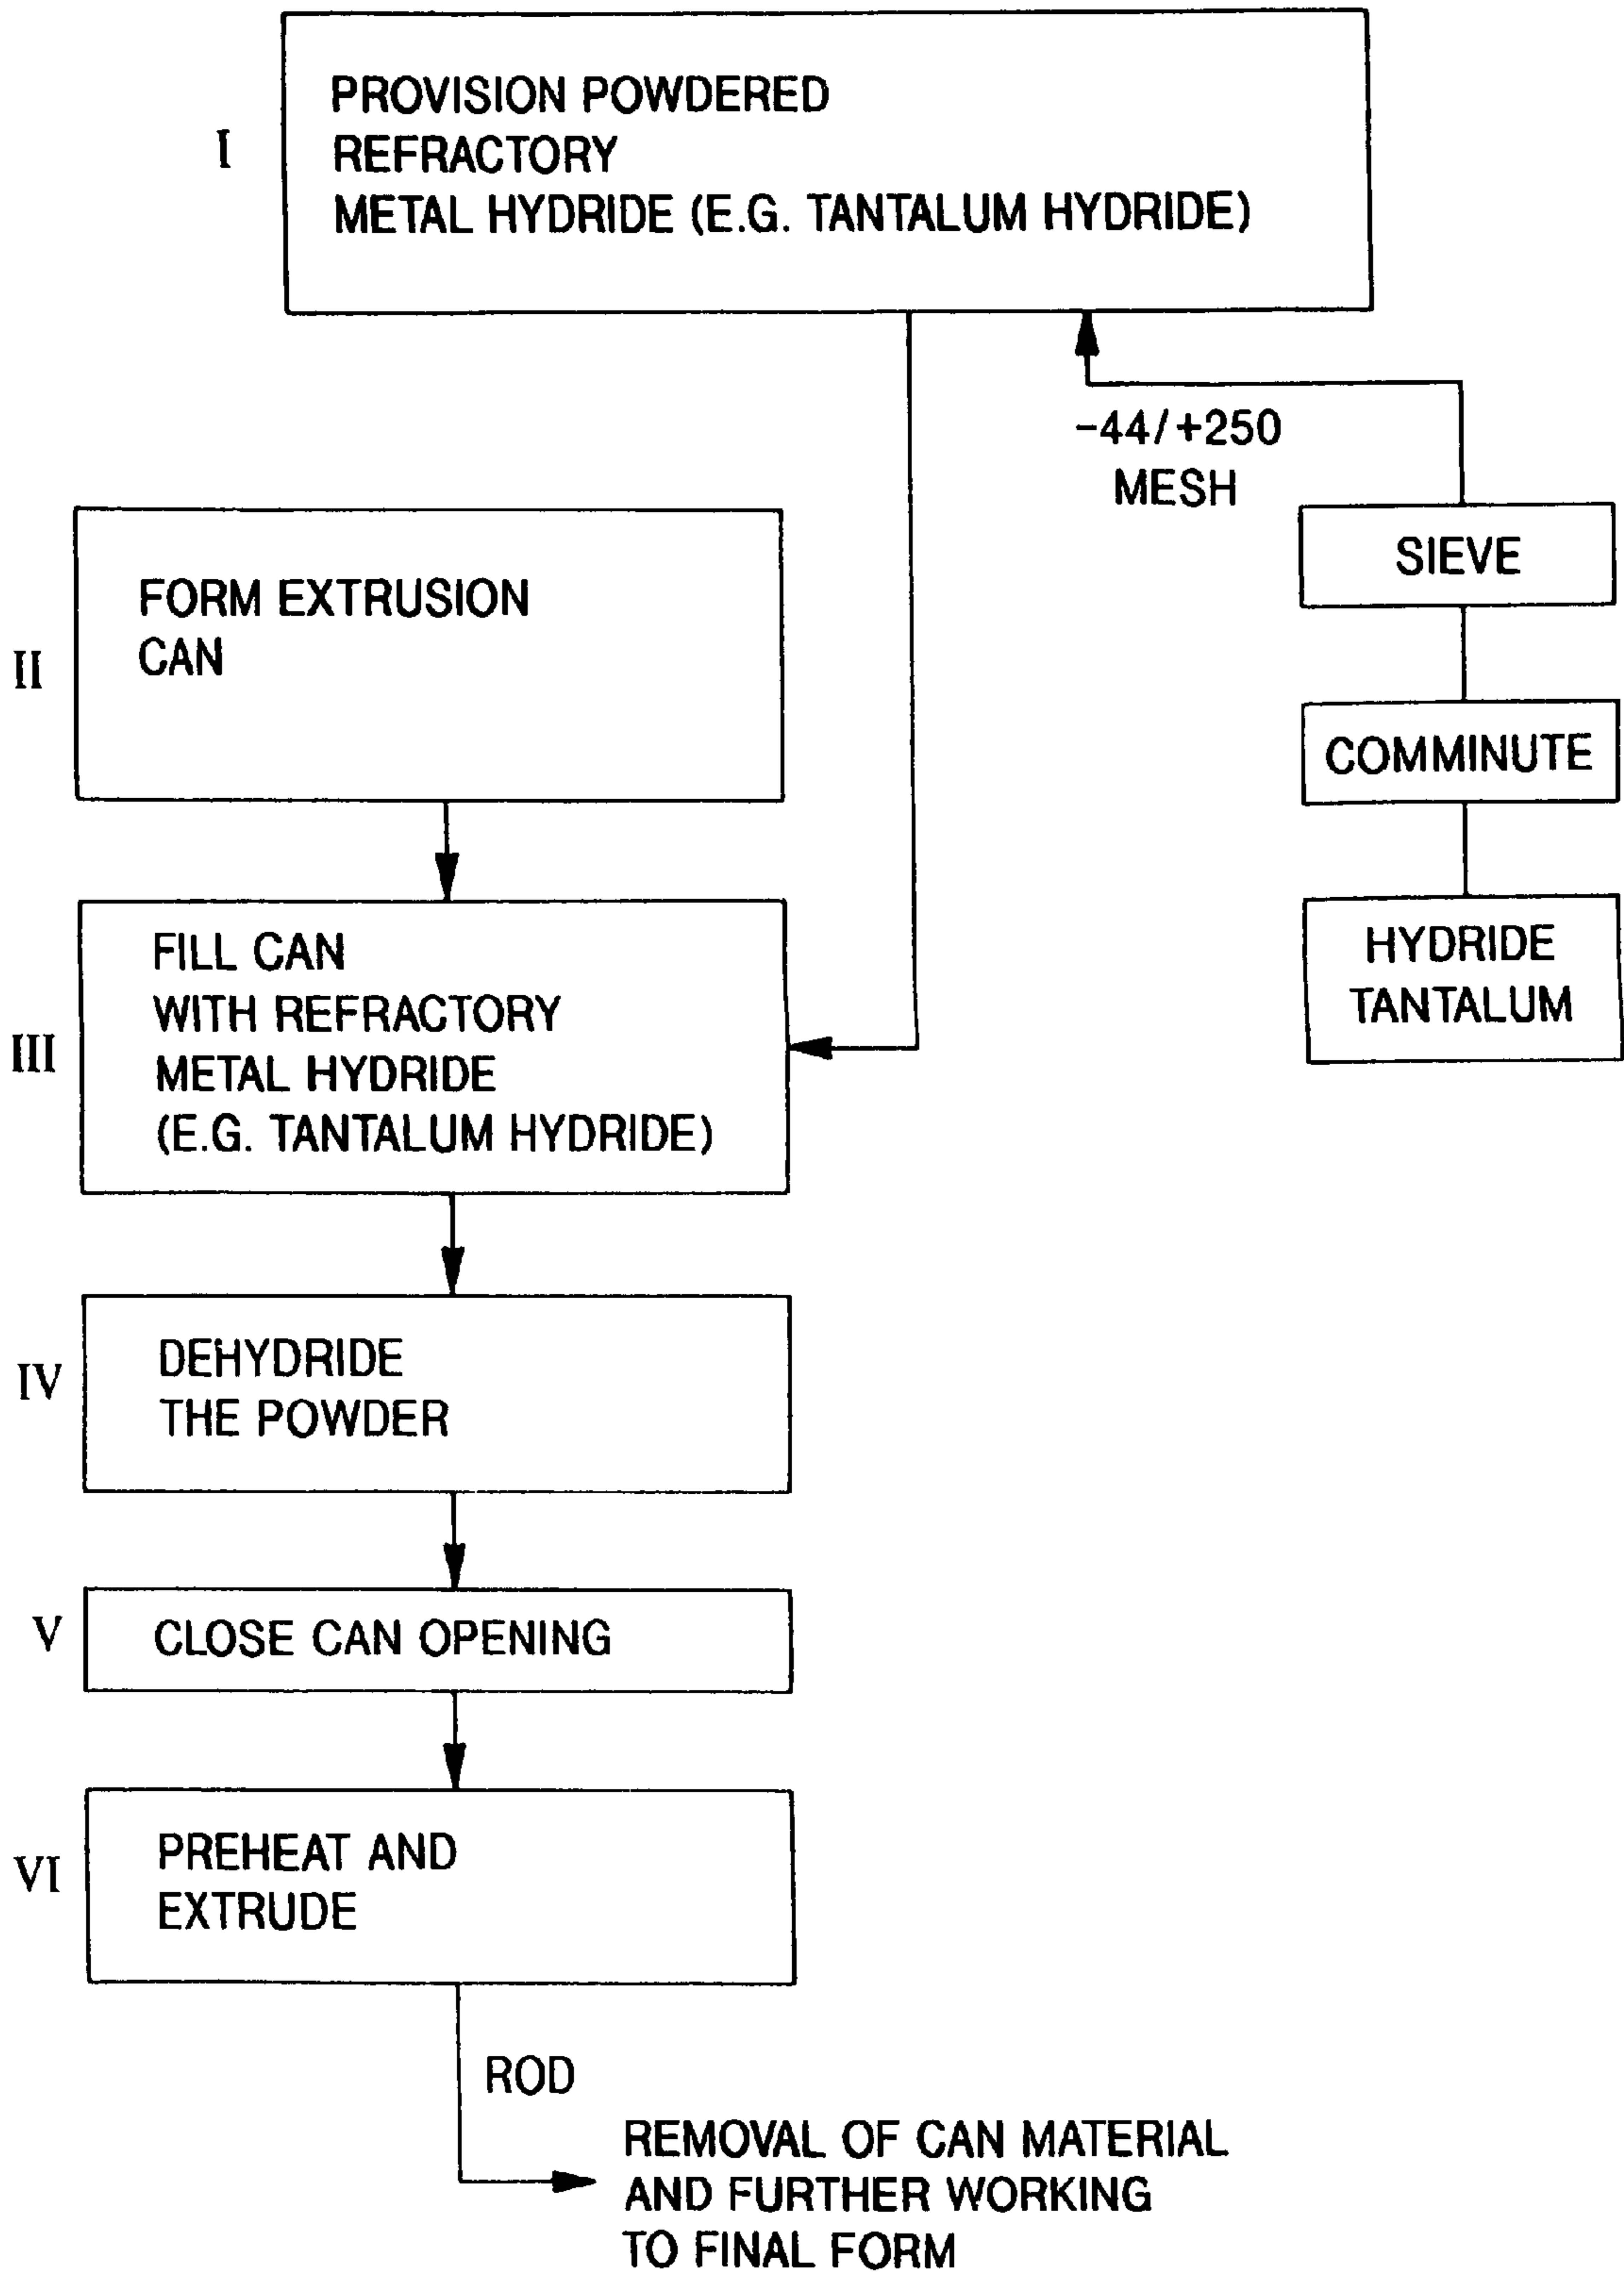 I
PROVISION POWDERED
REFRACTORY
METAL HYDRIDE (E.G. TANTALUM HYDRIDE)
-44/+250
MESH
SIEVE
COMMINUTE
HYDRIDE
TANTALUM
II
FORM EXTRUSION
CAN
III
FILL CAN
WITH REFRACTORY
METAL HYDRIDE
(E.G. TANTALUM HYDRIDE)
IV
DEHYDRIDE
THE POWDER
V
CLOSE CAN OPENING
VI
PREHEAT AND
EXTRUDE
ROD
REMOVAL OF CAN MATERIAL
AND FURTHER WORKING
TO FINAL FORM